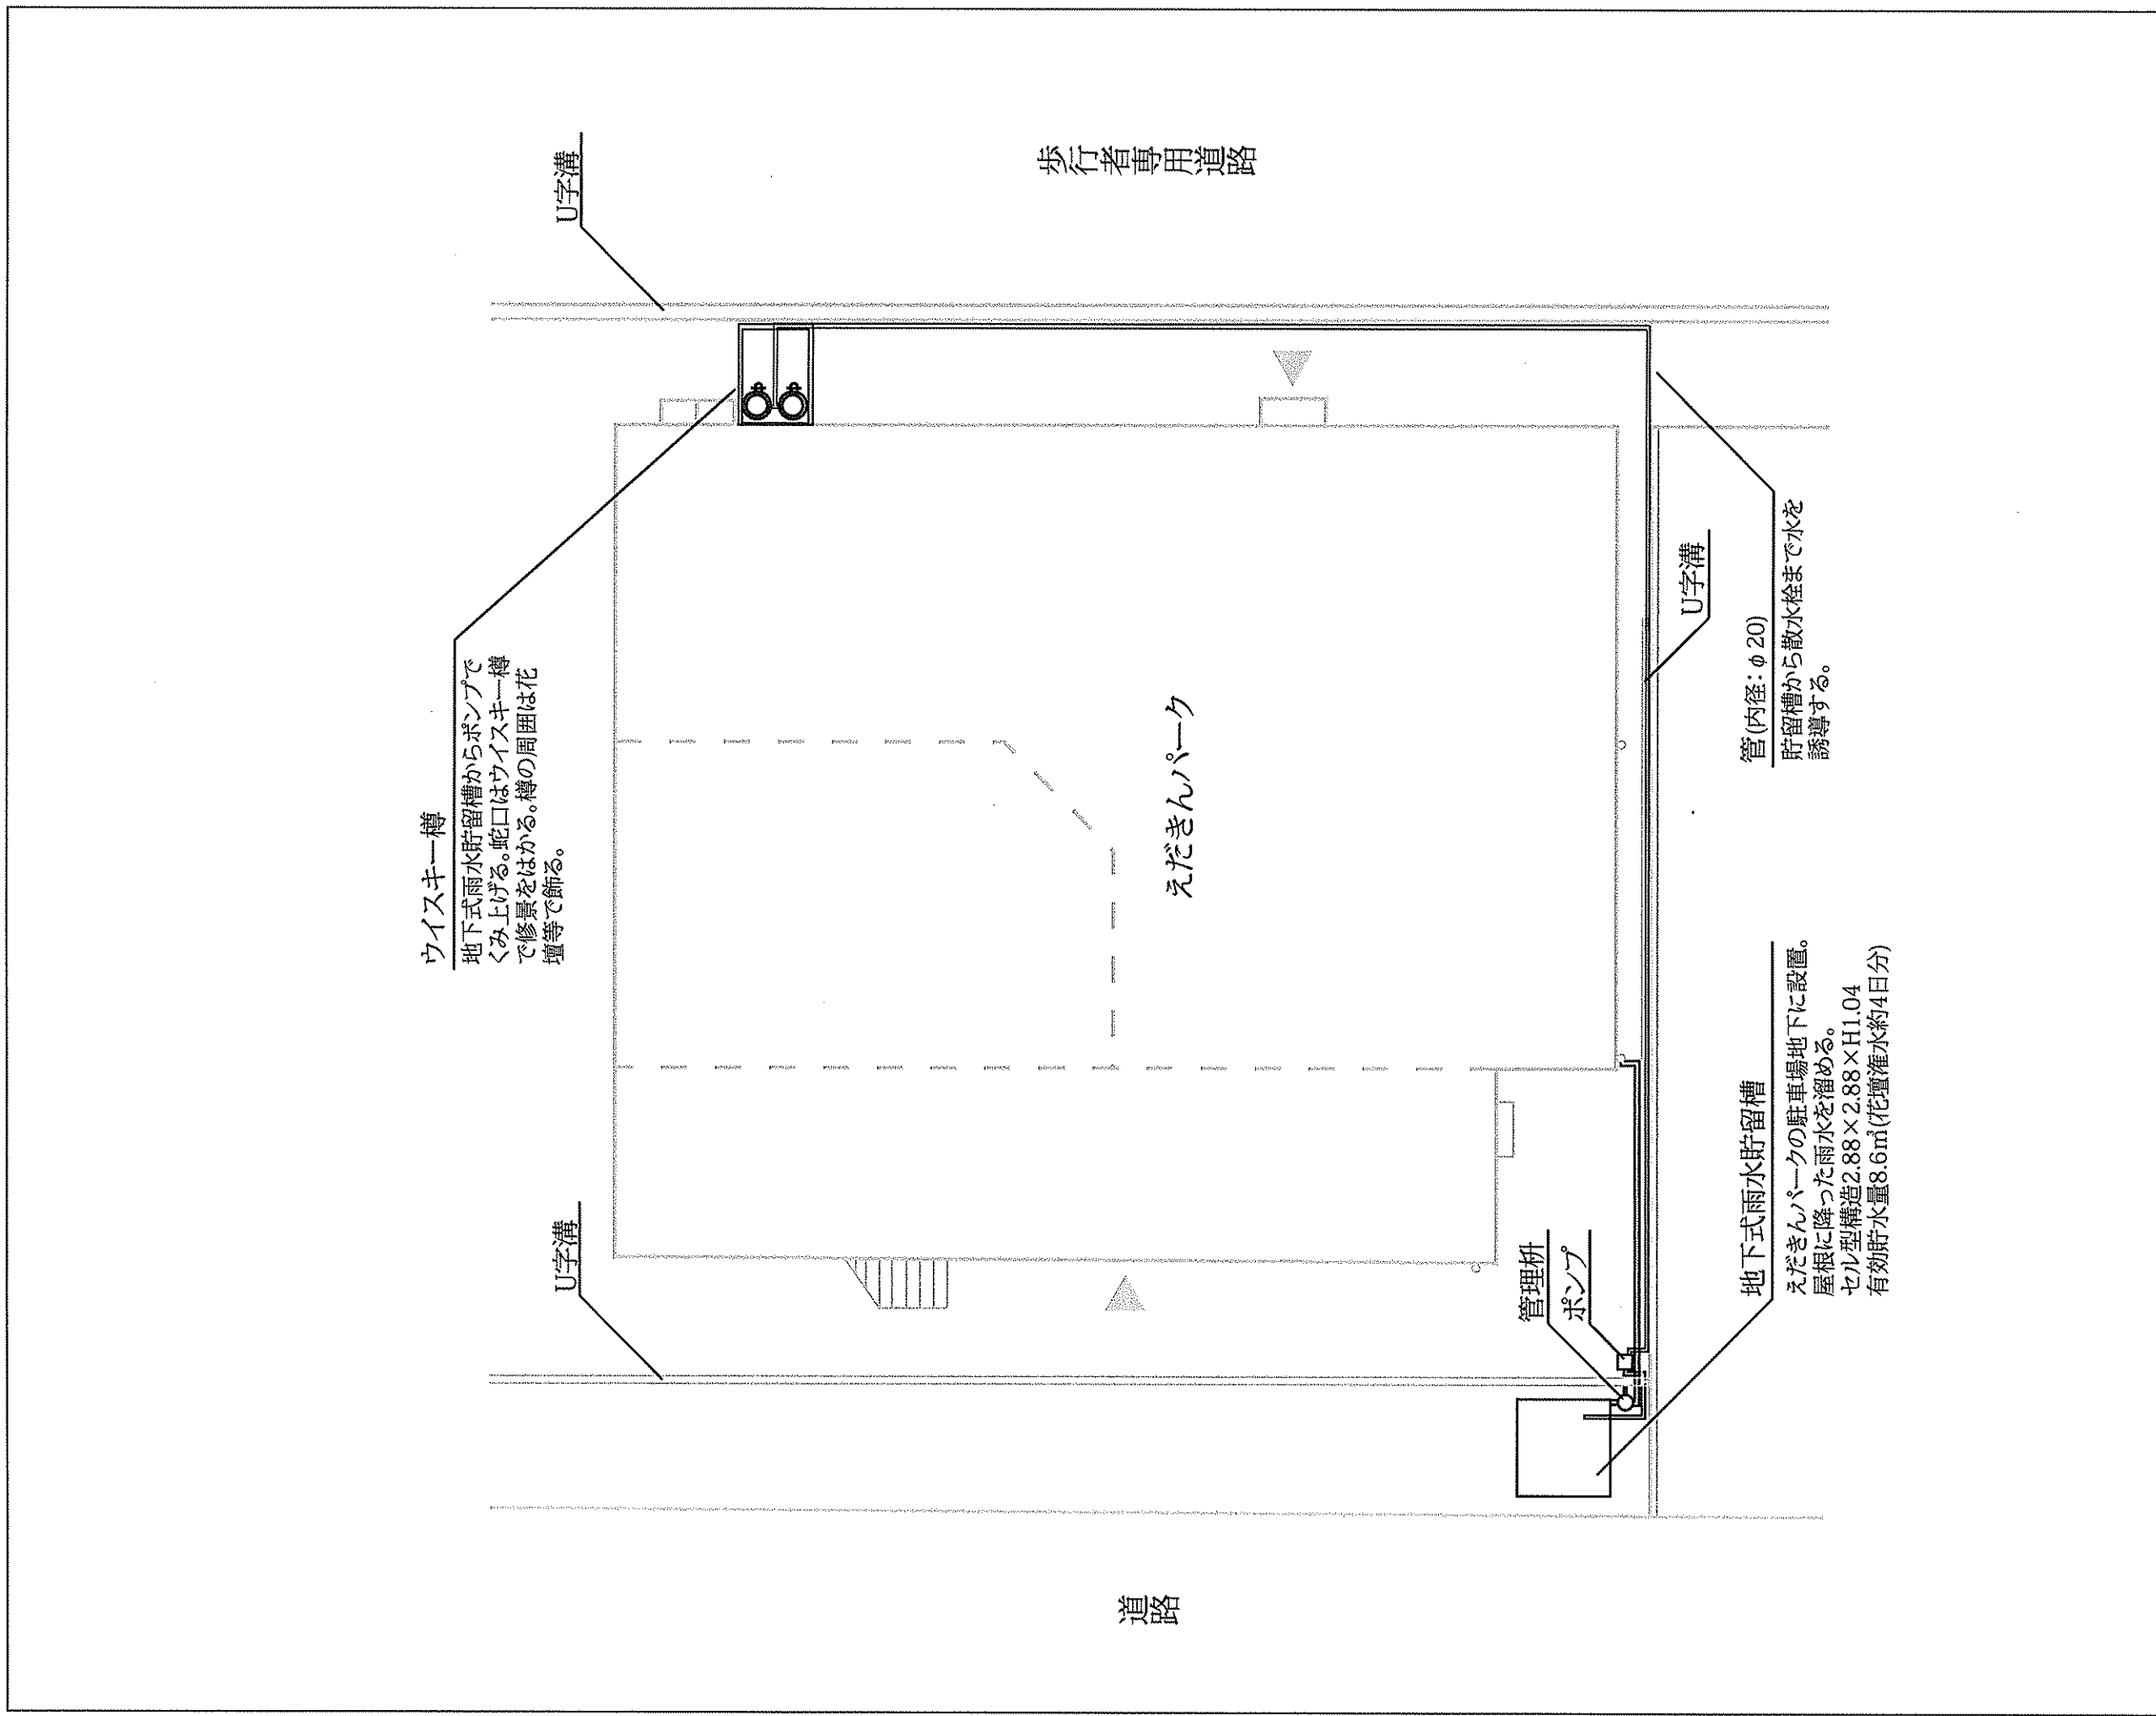 ウイスキー樽
地下式雨水貯留槽からポンプで
くみ上げる。蛇口はウイスキー樽
で修景をはかる。樽の周囲は花
壇等で飾る。
U字溝
U字溝
歩行者専用道路
えだきんパーク
道路
管理枡
ポンプ
U字溝
地下式雨水貯留槽
えだきんパークの駐車場地下に設置。
屋根に降った雨水を溜める。
セル型構造2.88×2.88×H1.04
有効貯水量8.6㎥(花壇潅水約4日分)
管(内径：φ20)
貯留槽から散水栓まで水を
誘導する。